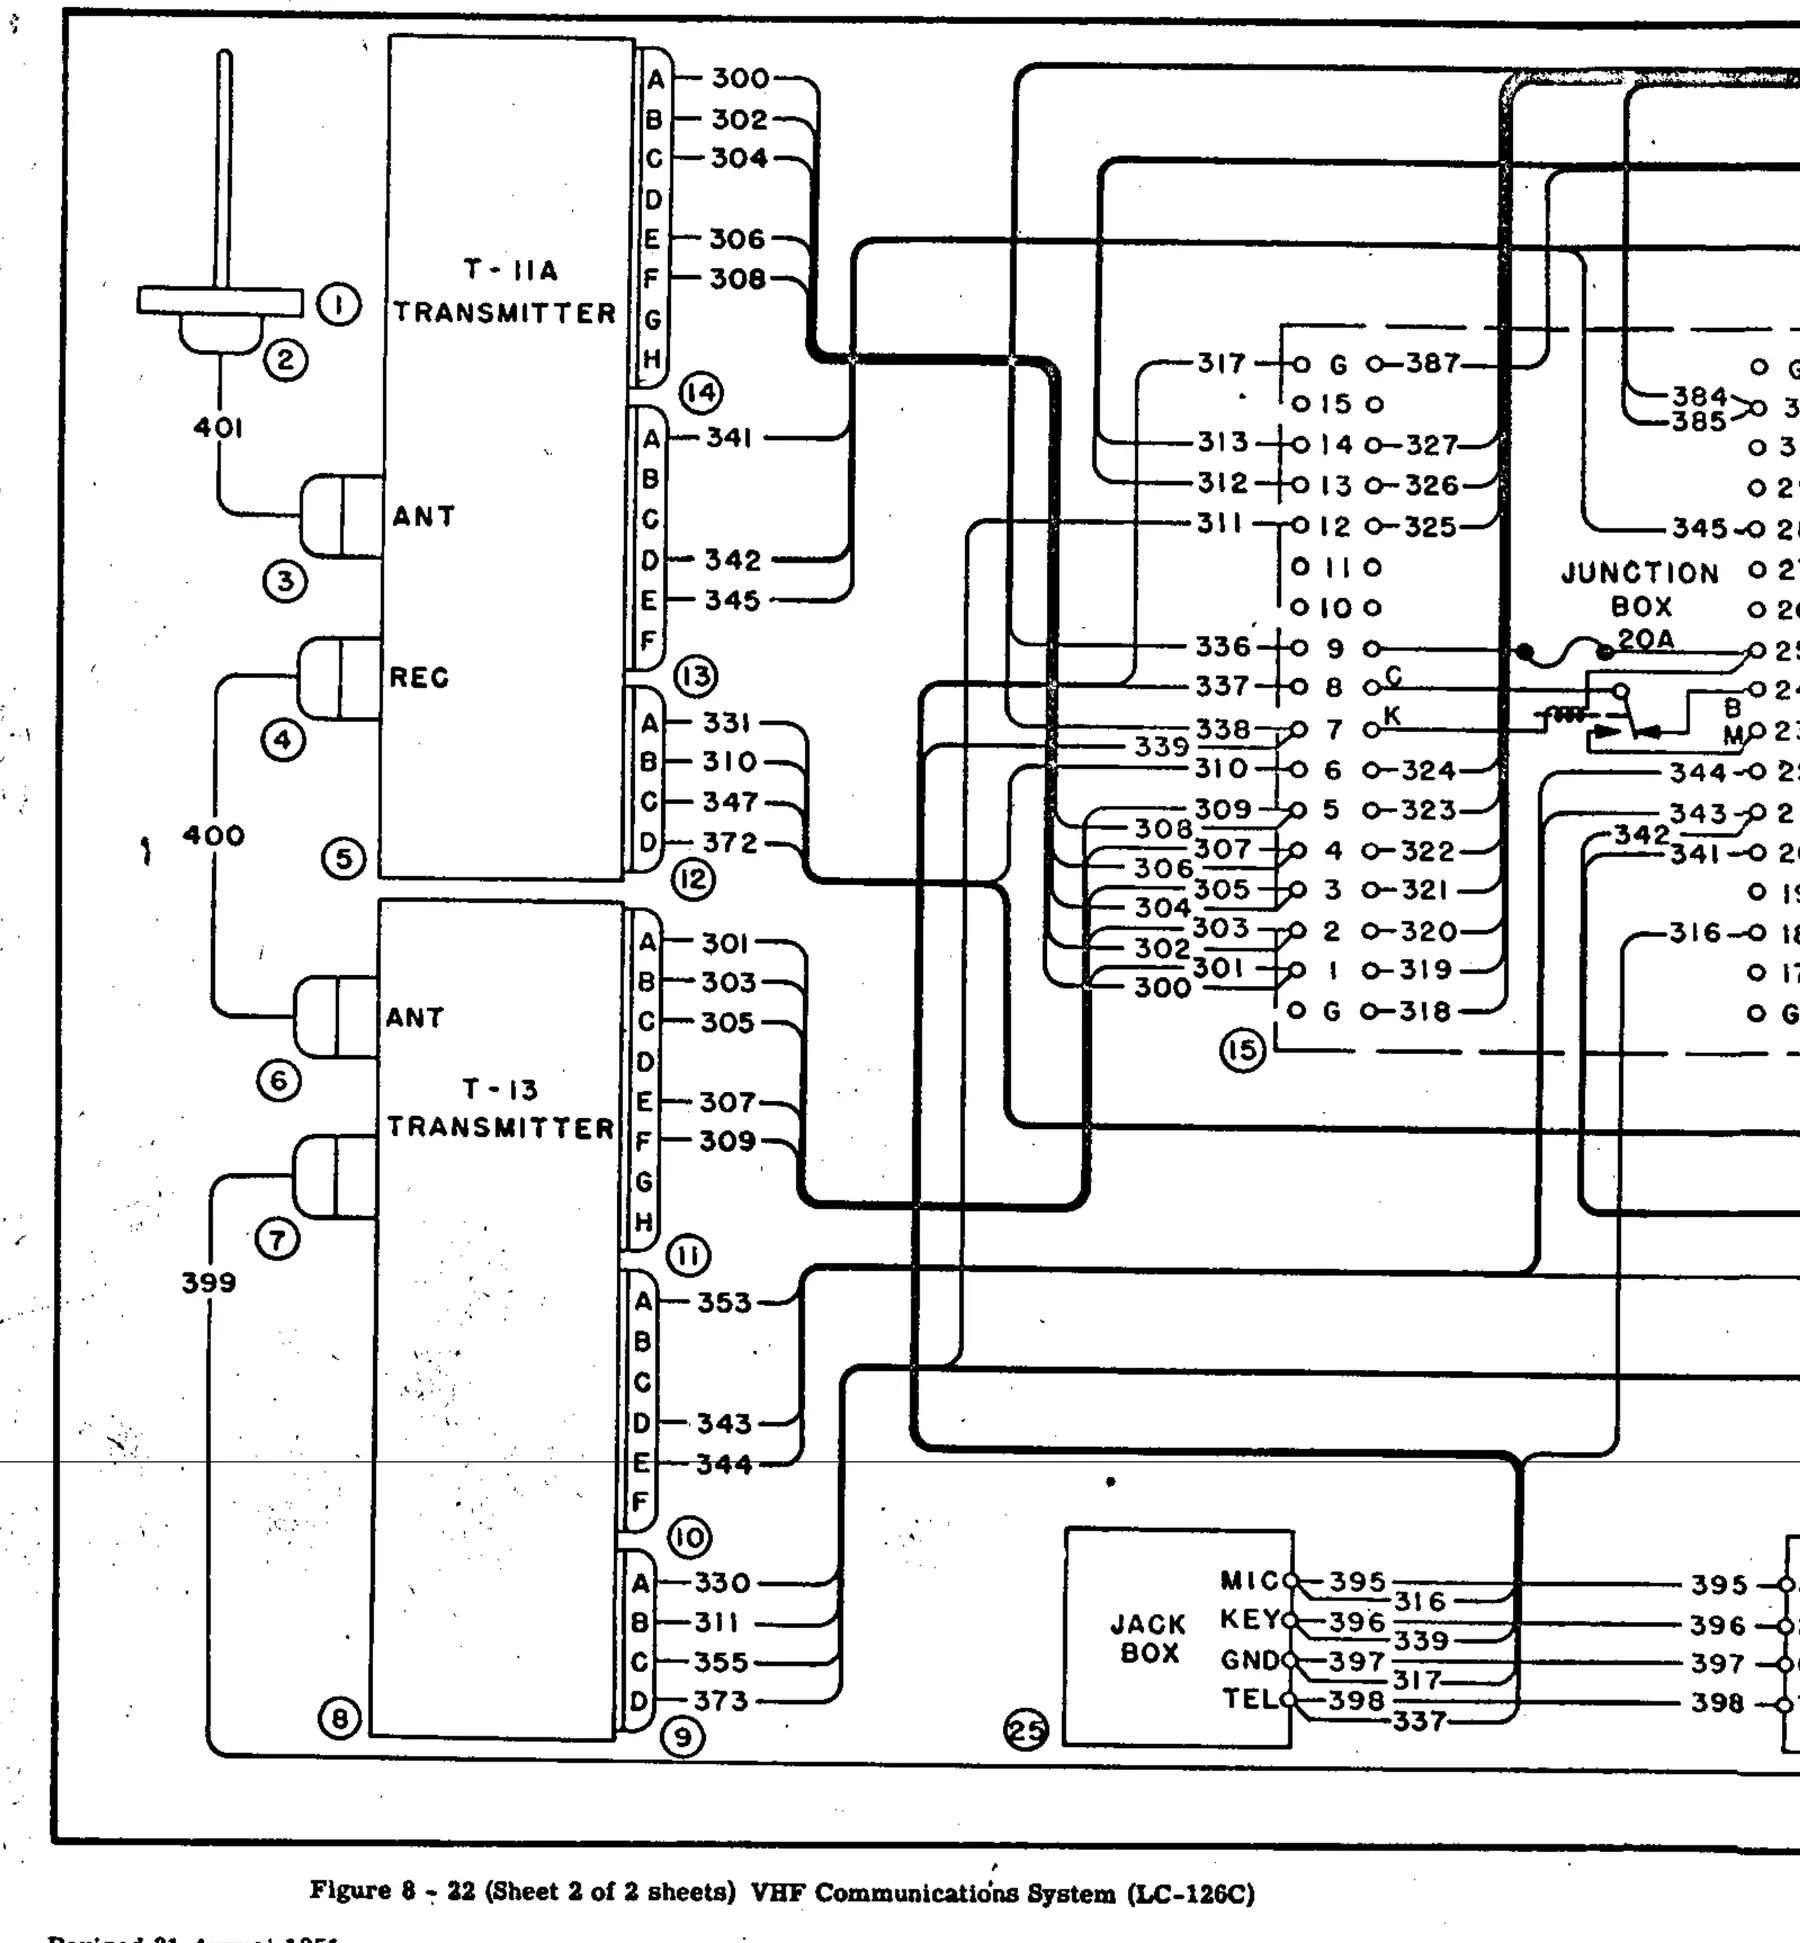 A 300
B 302
C 304
D
E 306
F 308
G
H
14
T-11A
TRANSMITTER
1
2
401
A 341
B
C
D 342
E 345
F
13
ANT
3
REC
4
A 331
B 310
C 347
D 372
12
400
5
A 301
B 303
C 305
D
E 307
F 309
G
H
11
ANT
6
T-13
TRANSMITTER
7
399
A 353
B
C
D 343
E 344
F
10
A 330
B 311
C 355
D 373
9
8
317 G 387
15
313 14 327
312 13 326
311 12 325
11
10
336 9
337 8 C
338 7 K
339
310 6 324
309 5 323
308
307 4 322
306
305 3 321
304
303 2 320
302
301 1 319
300
G 318
15
384
385
345
JUNCTION
BOX
20A
B
M
344
343
342
341
316 18
17
G
JACK
BOX
MIC 395 395
316
KEY 396 396
339
GND 397 397
317
TEL 398 398
337
25
Figure 8 - 22 (Sheet 2 of 2 sheets) VHF Communications System (LC-126C)